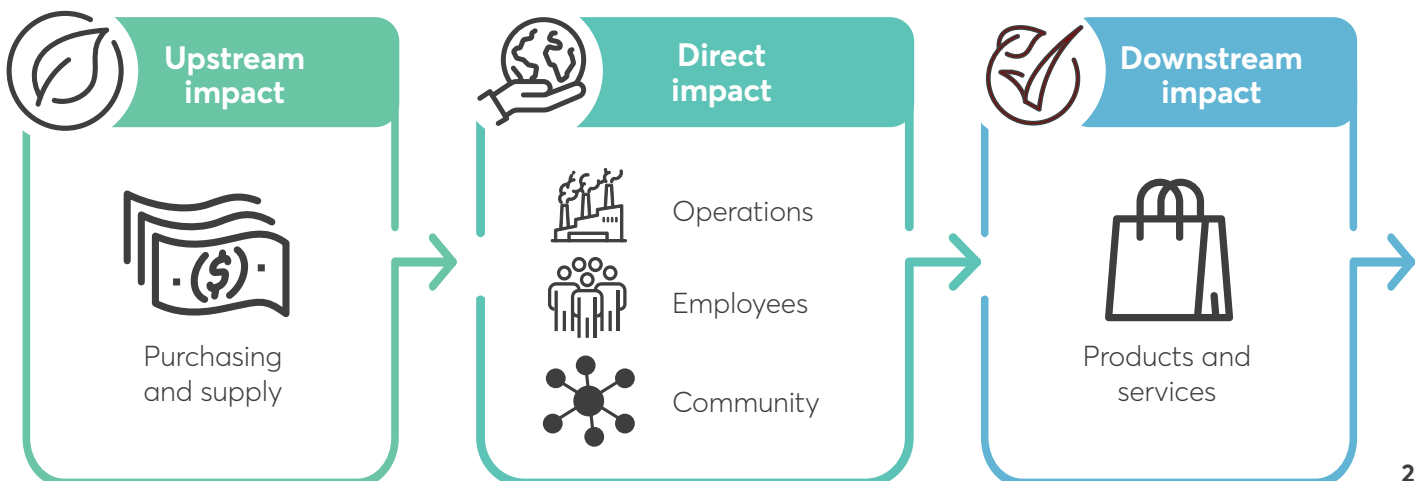 Upstream
impact
Purchasing
and supply
Direct
impact
Operations
Employees
Community
Downstream
impact
Products and
services
2